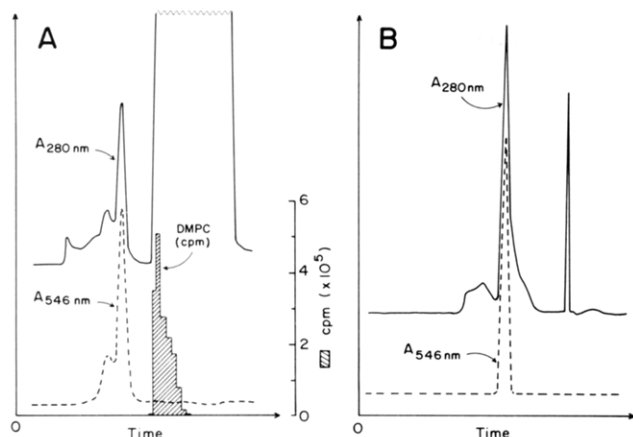 A
A280 nm
A546 nm
DMPC
(cpm)
6
4
2
0
cpm (x 10⁵)
0
Time
B
A280 nm
A546 nm
0
Time